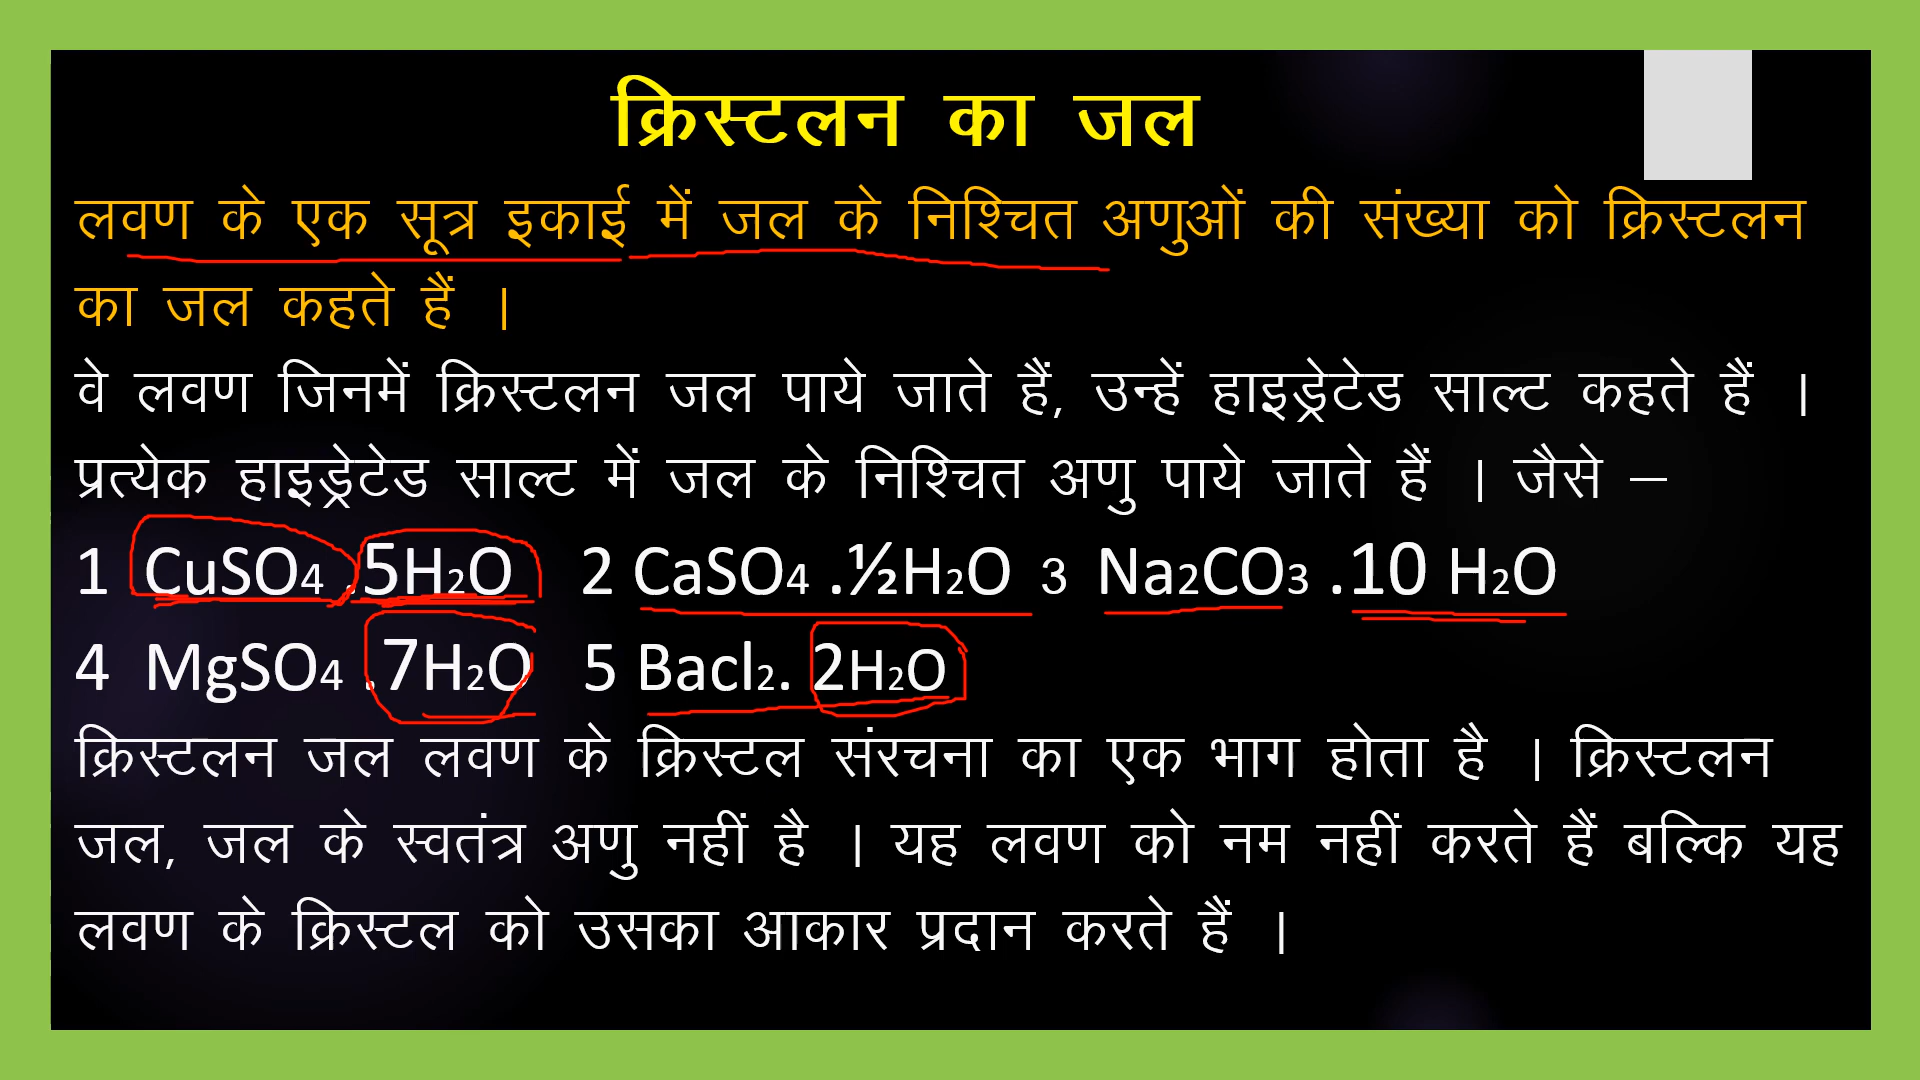 क्रिस्टलन का जल
लवण के एक सूत्र इकाई में जल के निश्चित अणुओं की संख्या को क्रिस्टलन
का जल कहते हैं ।
वे लवण जिनमें क्रिस्टलन जल पाये जाते हैं, उन्हें हाइड्रेटेड साल्ट कहते हैं ।
प्रत्येक हाइड्रेटेड साल्ट में जल के निश्चित अणु पाये जाते हैं । जैसे –
1 CuSO₄ .5H₂O 2 CaSO₄ .½H₂O 3 Na₂CO₃ .10 H₂O
4 MgSO₄ .7H₂O 5 Bacl₂. 2H₂O
क्रिस्टलन जल लवण के क्रिस्टल संरचना का एक भाग होता है । क्रिस्टलन
जल, जल के स्वतंत्र अणु नहीं है । यह लवण को नम नहीं करते हैं बल्कि यह
लवण के क्रिस्टल को उसका आकार प्रदान करते हैं ।